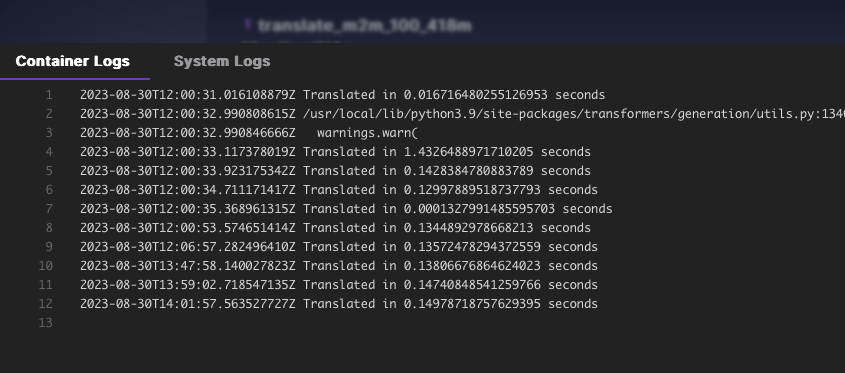 translate_m2m_100_418m
Container Logs System Logs
1 2023-08-30T12:00:31.016108879Z Translated in 0.016716480255126953 seconds
2 2023-08-30T12:00:32.990808615Z /usr/local/lib/python3.9/site-packages/transformers/generation/utils.py:1346
3 2023-08-30T12:00:32.990846666Z warnings.warn(
4 2023-08-30T12:00:33.117378019Z Translated in 1.4326488971710205 seconds
5 2023-08-30T12:00:33.923175342Z Translated in 0.1428384780883789 seconds
6 2023-08-30T12:00:34.711171417Z Translated in 0.12997889518737793 seconds
7 2023-08-30T12:00:35.368961315Z Translated in 0.0001327991485595703 seconds
8 2023-08-30T12:00:53.574651414Z Translated in 0.1344892978668213 seconds
9 2023-08-30T12:06:57.282496410Z Translated in 0.13572478294372559 seconds
10 2023-08-30T13:47:58.140027823Z Translated in 0.13806676864624023 seconds
11 2023-08-30T13:59:02.718547135Z Translated in 0.14740848541259766 seconds
12 2023-08-30T14:01:57.563527727Z Translated in 0.14978718757629395 seconds
13